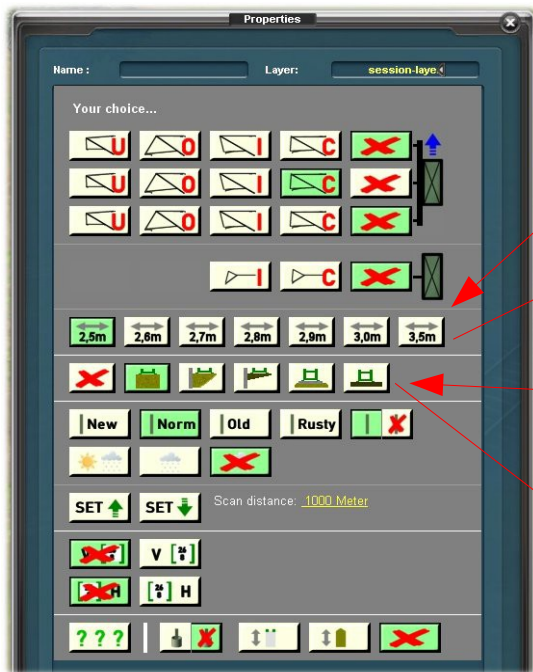 Properties
Name : Layer: session-laye
Your choice...
U O I C
U O I C
U O I C
I C
2,5m 2,6m 2,7m 2,8m 2,9m 3,0m 3,5m
New Norm Old Rusty
SET SET Scan distance: 1000 Meter
V V
H H
? ? ?